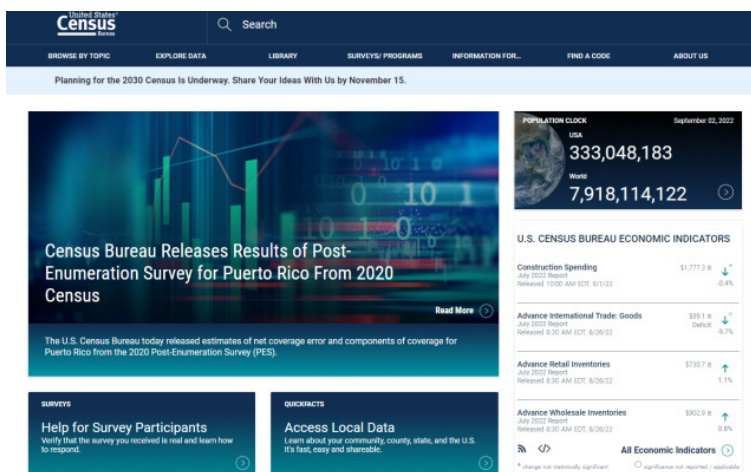 United States®
Census
Bureau
Search
BROWSE BY TOPIC
EXPLORE DATA
LIBRARY
SURVEYS/ PROGRAMS
INFORMATION FOR...
FIND A CODE
ABOUT US
Planning for the 2030 Census Is Underway. Share Your Ideas With Us by November 15.
Census Bureau Releases Results of Post-
Enumeration Survey for Puerto Rico From 2020
Census
Read More
The U.S. Census Bureau today released estimates of net coverage error and components of coverage for
Puerto Rico from the 2020 Post-Enumeration Survey (PES).
SURVEYS
Help for Survey Participants
Verify that the survey you received is real and learn how
to respond.
QUICKFACTS
Access Local Data
Learn about your community, county, state, and the U.S.
It's fast, easy and shareable.
POPULATION CLOCK
September 02, 2022
USA
333,048,183
World
7,918,114,122
U.S. CENSUS BUREAU ECONOMIC INDICATORS
Construction Spending
July 2022 Report
Released 10:00 AM EDT, 9/1/22
$1,777.3 B
-0.4%
Advance International Trade: Goods
July 2022 Report
Released 8:30 AM EDT, 8/26/22
$89.1 B
Deficit
-9.7%
Advance Retail Inventories
July 2022 Report
Released 8:30 AM EDT, 8/26/22
$730.7 B
1.1%
Advance Wholesale Inventories
July 2022 Report
Released 8:30 AM EDT, 8/26/22
$902.9 B
0.8%
</> All Economic Indicators
* change not statistically significant
significance not reported / applicable